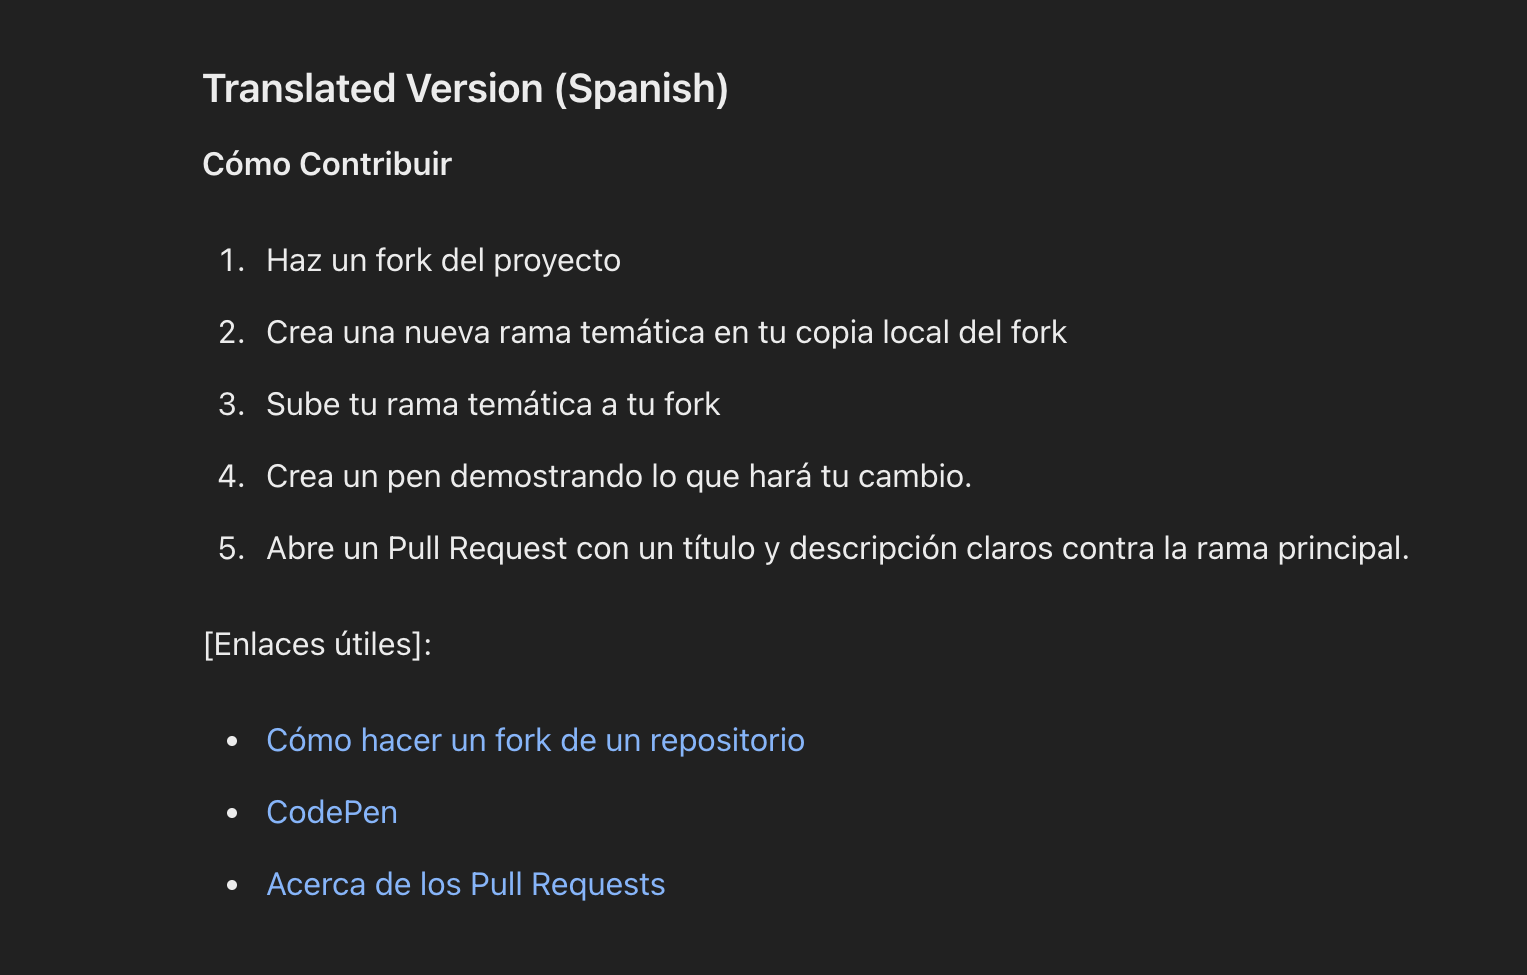 Translated Version (Spanish)
Cómo Contribuir
1. Haz un fork del proyecto
2. Crea una nueva rama temática en tu copia local del fork
3. Sube tu rama temática a tu fork
4. Crea un pen demostrando lo que hará tu cambio.
5. Abre un Pull Request con un título y descripción claros contra la rama principal.
[Enlaces útiles]:
• Cómo hacer un fork de un repositorio
• CodePen
• Acerca de los Pull Requests